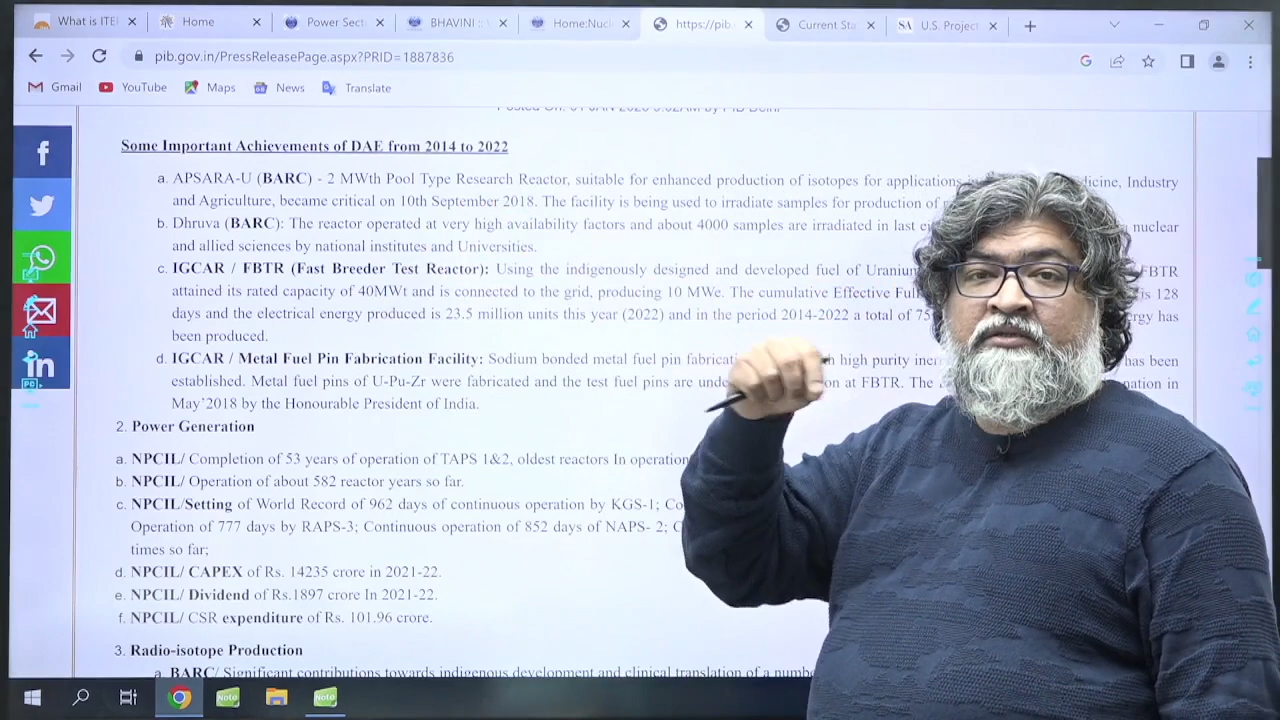 What is ITE
Home
Power Sect
BHAVINI ::
Home:Nucl
https://pib.
Current Sta
SA U.S. Project
pib.gov.in/PressReleasePage.aspx?PRID=1887836
Gmail YouTube Maps News Translate
Some Important Achievements of DAE from 2014 to 2022
a. APSARA-U (BARC) - 2 MWth Pool Type Research Reactor, suitable for enhanced production of isotopes for applications Industry
and Agriculture, became critical on 10th September 2018. The facility is being used to irradiate samples for production of
b. Dhruva (BARC): The reactor operated at very high availability factors and about 4000 samples are irradiated in last nuclear
and allied sciences by national institutes and Universities.
c. IGCAR / FBTR (Fast Breeder Test Reactor): Using the indigenously designed and developed fuel of FBTR
attained its rated capacity of 40MWt and is connected to the grid, producing 10 MWe. The cumulative Effective is 128
days and the electrical energy produced is 23.5 million units this year (2022) and in the period 2014-2022 a total of has
been produced.
d. IGCAR / Metal Fuel Pin Fabrication Facility: Sodium bonded metal fuel pin high purity has been
established. Metal fuel pins of U-Pu-Zr were fabricated and the test fuel pins are at FBTR. The in
May'2018 by the Honourable President of India.
2. Power Generation
a. NPCIL/ Completion of 53 years of operation of TAPS 1&2, oldest reactors In operation
b. NPCIL/ Operation of about 582 reactor years so far.
c. NPCIL/Setting of World Record of 962 days of continuous operation by KGS-1;
Operation of 777 days by RAPS-3; Continuous operation of 852 days of NAPS- 2;
times so far;
d. NPCIL/ CAPEX of Rs. 14235 crore in 2021-22.
e. NPCIL/ Dividend of Rs.1897 crore In 2021-22.
f. NPCIL/ CSR expenditure of Rs. 101.96 crore.
3. Radio-isotope Production
a. BARC/ Significant contributions towards indigenous development and clinical translation of a
Note
Note